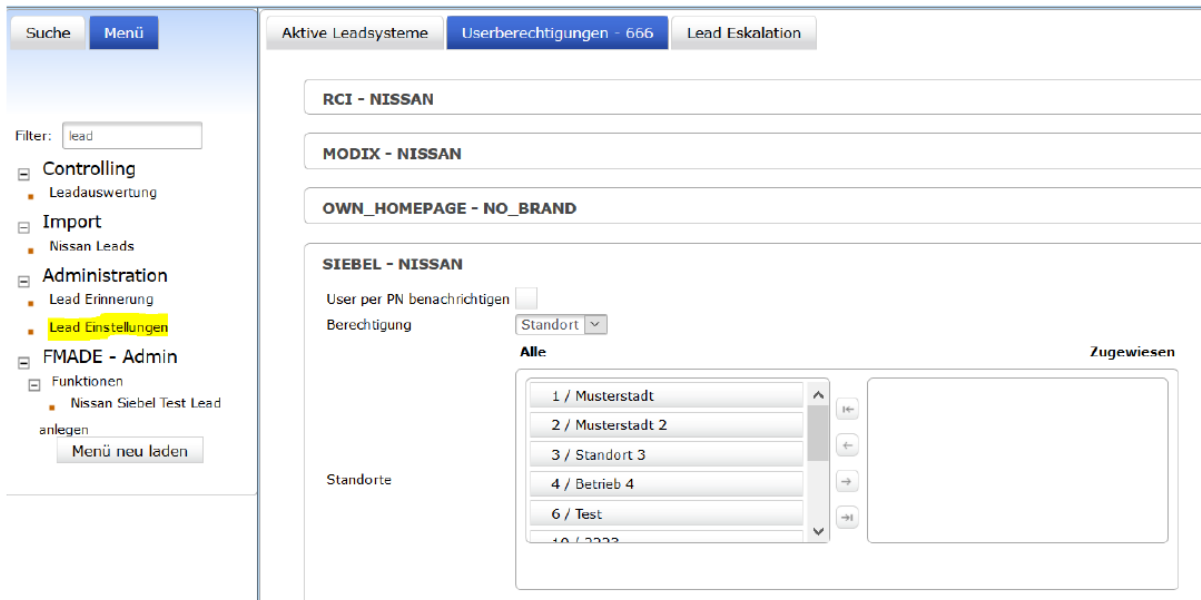 Suche Menü
Filter: lead
Controlling
Leadauswertung
Import
Nissan Leads
Administration
Lead Erinnerung
Lead Einstellungen
FMADE - Admin
Funktionen
Nissan Siebel Test Lead
anlegen
Menü neu laden
Aktive Leadsysteme Userberechtigungen - 666 Lead Eskalation
RCI - NISSAN
MODIX - NISSAN
OWN_HOMEPAGE - NO_BRAND
SIEBEL - NISSAN
User per PN benachrichtigen
Berechtigung Standort
Alle Zugewiesen
Standorte
1 / Musterstadt
2 / Musterstadt 2
3 / Standort 3
4 / Betrieb 4
6 / Test